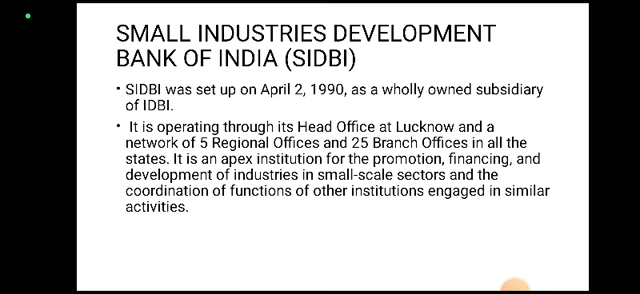 SMALL INDUSTRIES DEVELOPMENT
BANK OF INDIA (SIDBI)
• SIDBI was set up on April 2, 1990, as a wholly owned subsidiary
of IDBI.
• It is operating through its Head Office at Lucknow and a
network of 5 Regional Offices and 25 Branch Offices in all the
states. It is an apex institution for the promotion, financing, and
development of industries in small-scale sectors and the
coordination of functions of other institutions engaged in similar
activities.